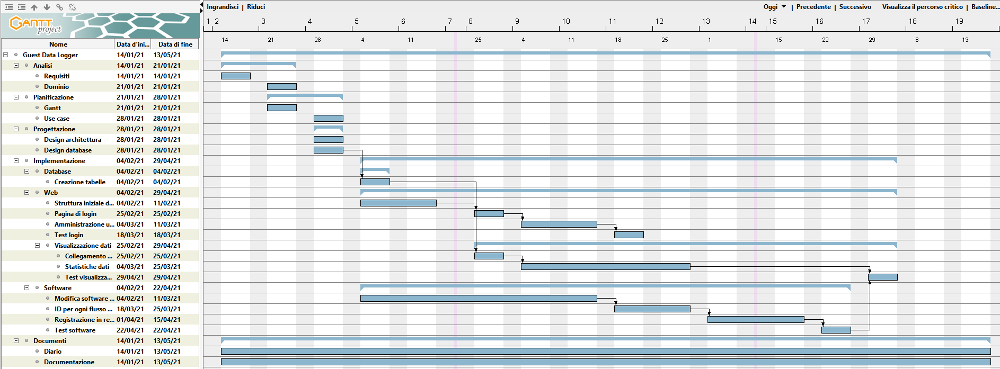 Ingrandisci | Riduci
Oggi | Precedente | Successivo Visualizza il percorso critico | Baseline...
GANTT
project
1 2 3 4 5 6 7 8 9 10 11 12 13 14 15 16 17 18 19
14 21 28 4 11 25 4 11 18 25 1 15 22 29 6 13
Nome Data d'ini... Data di fine
Guest Data Logger 14/01/21 13/05/21
Analisi 14/01/21 21/01/21
Requisiti 14/01/21 14/01/21
Dominio 21/01/21 21/01/21
Pianificazione 21/01/21 28/01/21
Gantt 21/01/21 21/01/21
Use case 28/01/21 28/01/21
Progettazione 28/01/21 28/01/21
Design architettura 28/01/21 28/01/21
Design database 28/01/21 28/01/21
Implementazione 04/02/21 29/04/21
Database 04/02/21 04/02/21
Creazione tabelle 04/02/21 04/02/21
Web 04/02/21 29/04/21
Struttura iniziale d... 04/02/21 11/02/21
Pagina di login 25/02/21 25/02/21
Amministrazione u... 04/03/21 11/03/21
Test login 18/03/21 18/03/21
Visualizzazione dati 25/02/21 29/04/21
Collegamento ... 25/02/21 25/02/21
Statistiche dati 04/03/21 25/03/21
Test visualizza... 29/04/21 29/04/21
Software 04/02/21 22/04/21
Modifica software ... 04/02/21 11/03/21
ID per ogni flusso ... 18/03/21 25/03/21
Registrazione in re... 01/04/21 15/04/21
Test software 22/04/21 22/04/21
Documenti 14/01/21 13/05/21
Diario 14/01/21 13/05/21
Documentazione 14/01/21 13/05/21